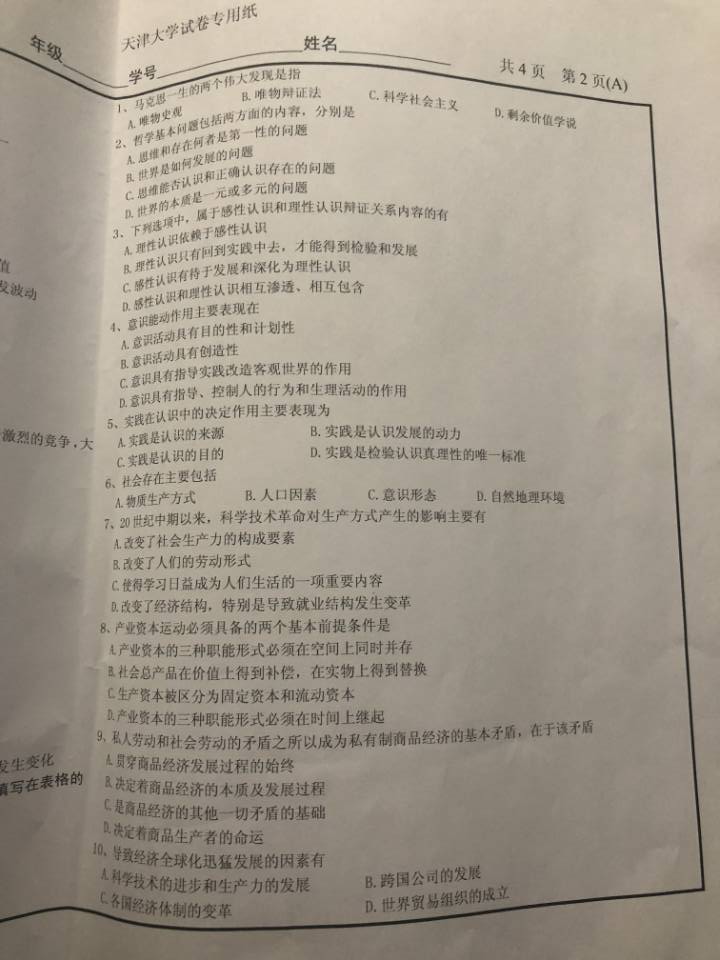 天津大学试卷专用纸
年级 学号 姓名 共 4 页 第 2 页(A)
1、马克思一生的两个伟大发现是指
A. 唯物史观 B. 唯物辩证法 C. 科学社会主义 D. 剩余价值学说
2、哲学基本问题包括两方面的内容，分别是
A. 思维和存在何者是第一性的问题
B. 世界是如何发展的问题
C. 思维能否认识和正确认识存在的问题
D. 世界的本质是一元或多元的问题
3、下列选项中，属于感性认识和理性认识辩证关系内容的有
A. 理性认识依赖于感性认识
B. 理性认识只有回到实践中去，才能得到检验和发展
C. 感性认识有待于发展和深化为理性认识
D. 感性认识和理性认识相互渗透、相互包含
4、意识能动作用主要表现在
A. 意识活动具有目的性和计划性
B. 意识活动具有创造性
C. 意识具有指导实践改造客观世界的作用
D. 意识具有指导、控制人的行为和生理活动的作用
5、实践在认识中的决定作用主要表现为
A. 实践是认识的来源 B. 实践是认识发展的动力
C. 实践是认识的目的 D. 实践是检验认识真理性的唯一标准
6、社会存在主要包括
A. 物质生产方式 B. 人口因素 C. 意识形态 D. 自然地理环境
7、20 世纪中期以来，科学技术革命对生产方式产生的影响主要有
A. 改变了社会生产力的构成要素
B. 改变了人们的劳动形式
C. 使得学习日益成为人们生活的一项重要内容
D. 改变了经济结构，特别是导致就业结构发生变革
8、产业资本运动必须具备的两个基本前提条件是
A. 产业资本的三种职能形式必须在空间上同时并存
B. 社会总产品在价值上得到补偿，在实物上得到替换
C. 生产资本被区分为固定资本和流动资本
D. 产业资本的三种职能形式必须在时间上继起
9、私人劳动和社会劳动的矛盾之所以成为私有制商品经济的基本矛盾，在于该矛盾
A. 贯穿商品经济发展过程的始终
B. 决定着商品经济的本质及发展过程
C. 是商品经济的其他一切矛盾的基础
D. 决定着商品生产者的命运
10、导致经济全球化迅猛发展的因素有
A. 科学技术的进步和生产力的发展 B. 跨国公司的发展
C. 各国经济体制的变革 D. 世界贸易组织的成立
值
发波动
激烈的竞争，大
发生变化
填写在表格的